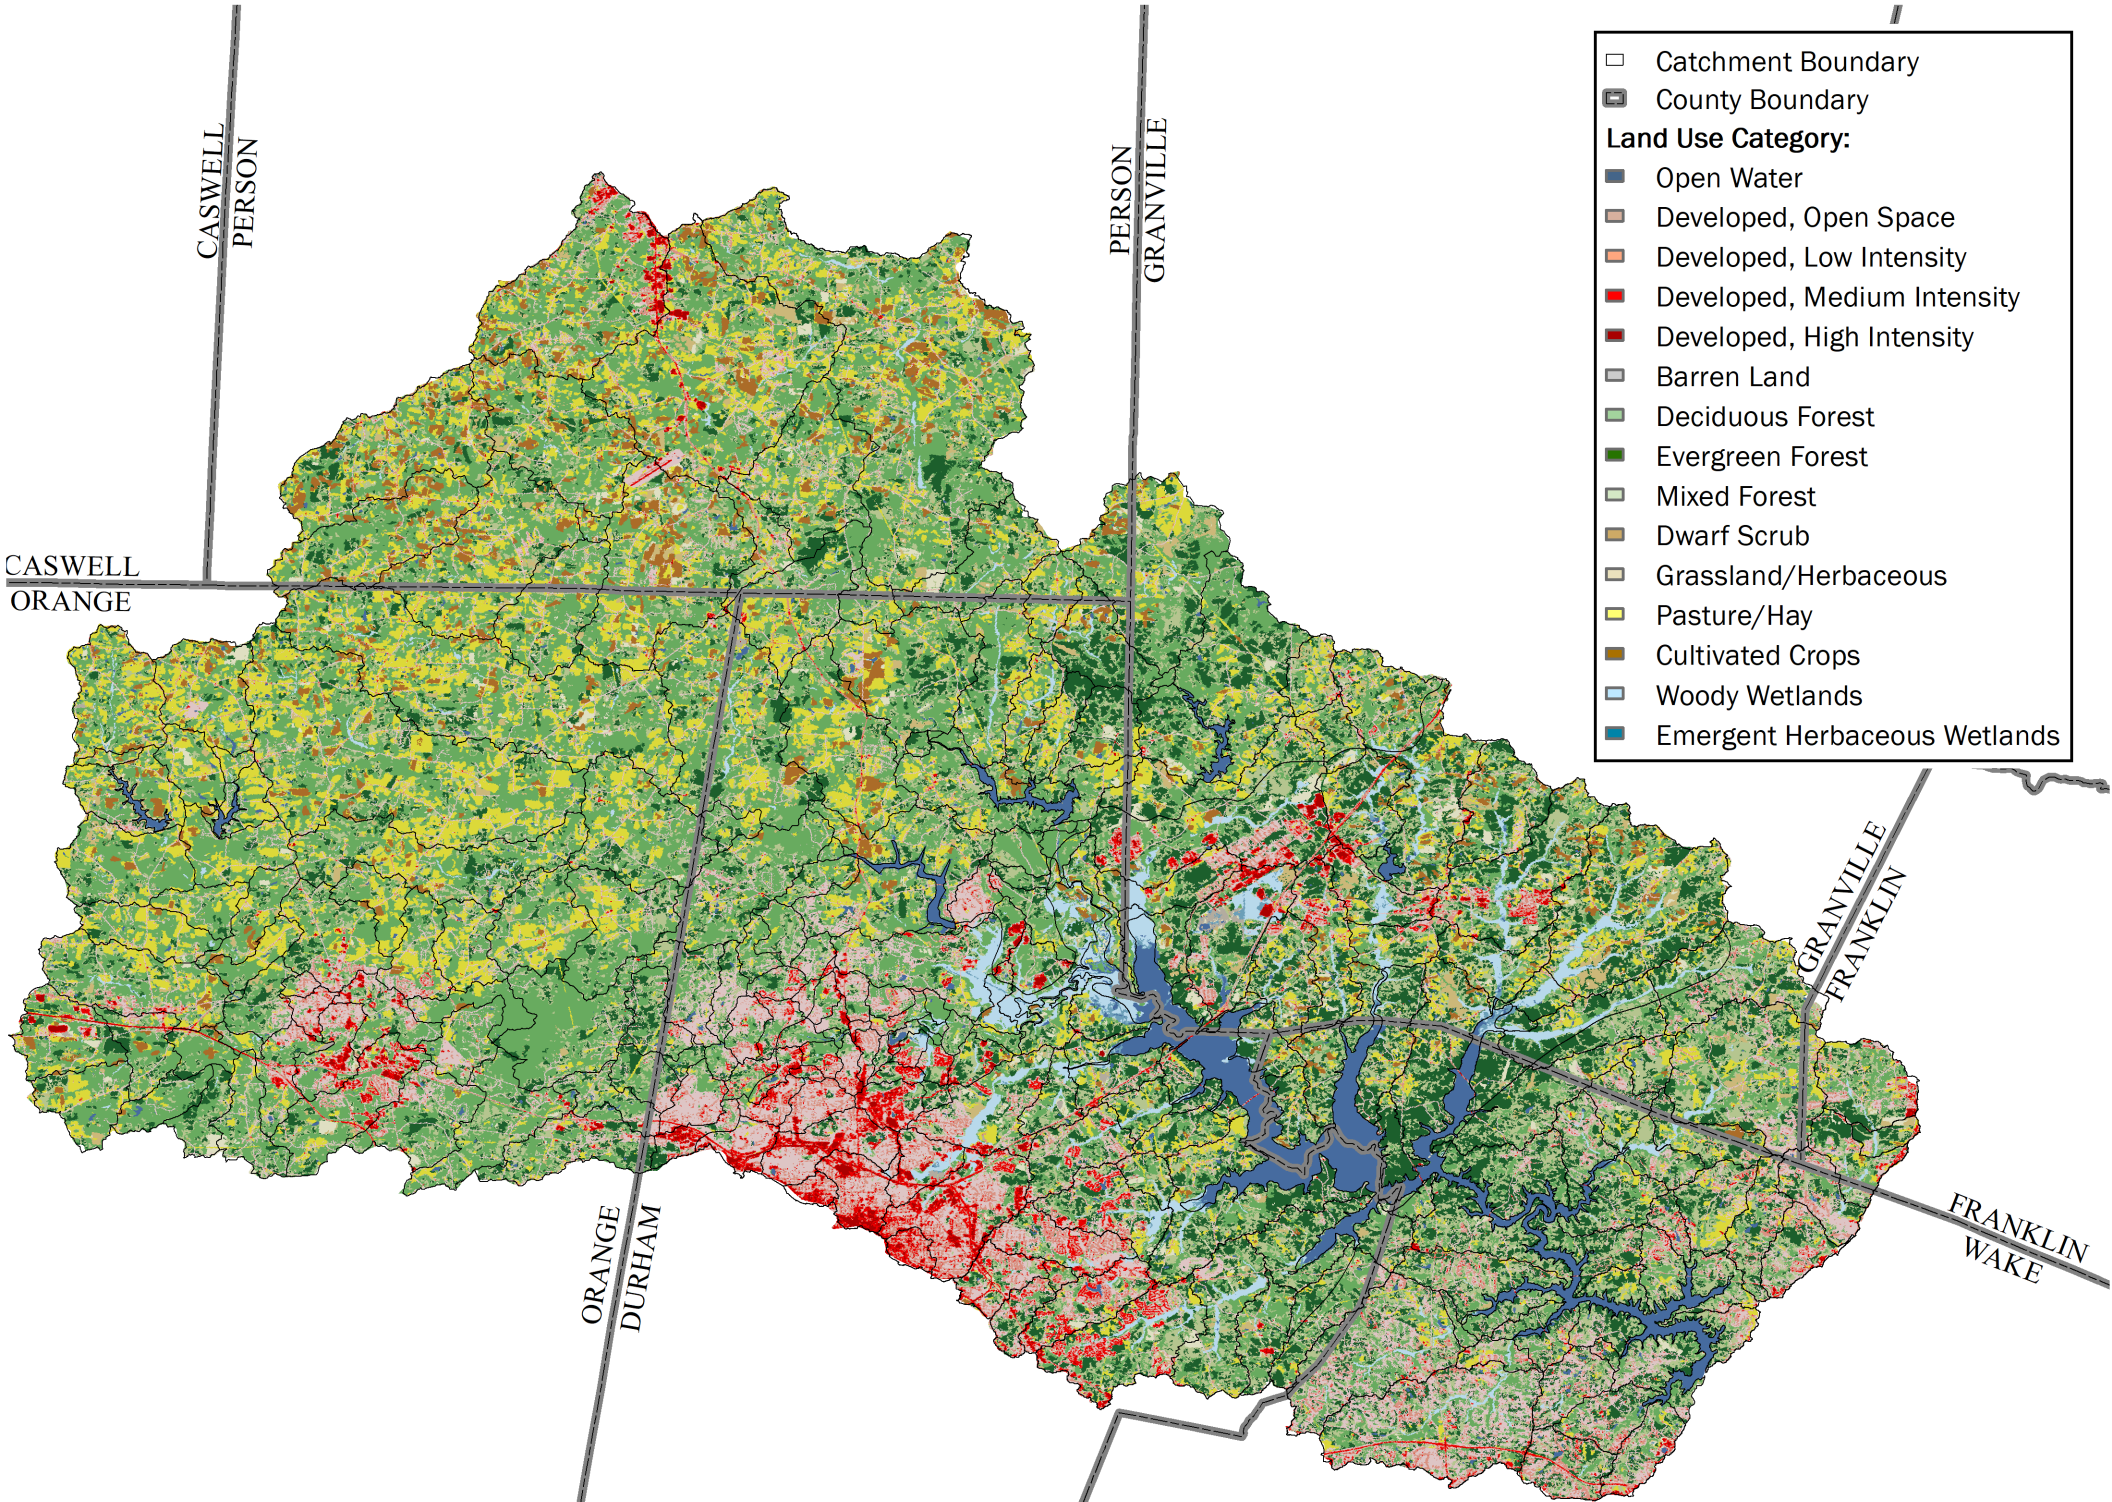 CASWELL
PERSON
PERSON
GRANVILLE
CASWELL
ORANGE
Catchment Boundary
County Boundary
Land Use Category:
Open Water
Developed, Open Space
Developed, Low Intensity
Developed, Medium Intensity
Developed, High Intensity
Barren Land
Deciduous Forest
Evergreen Forest
Mixed Forest
Dwarf Scrub
Grassland/Herbaceous
Pasture/Hay
Cultivated Crops
Woody Wetlands
Emergent Herbaceous Wetlands
GRANVILLE
FRANKLIN
ORANGE
DURHAM
FRANKLIN
WAKE